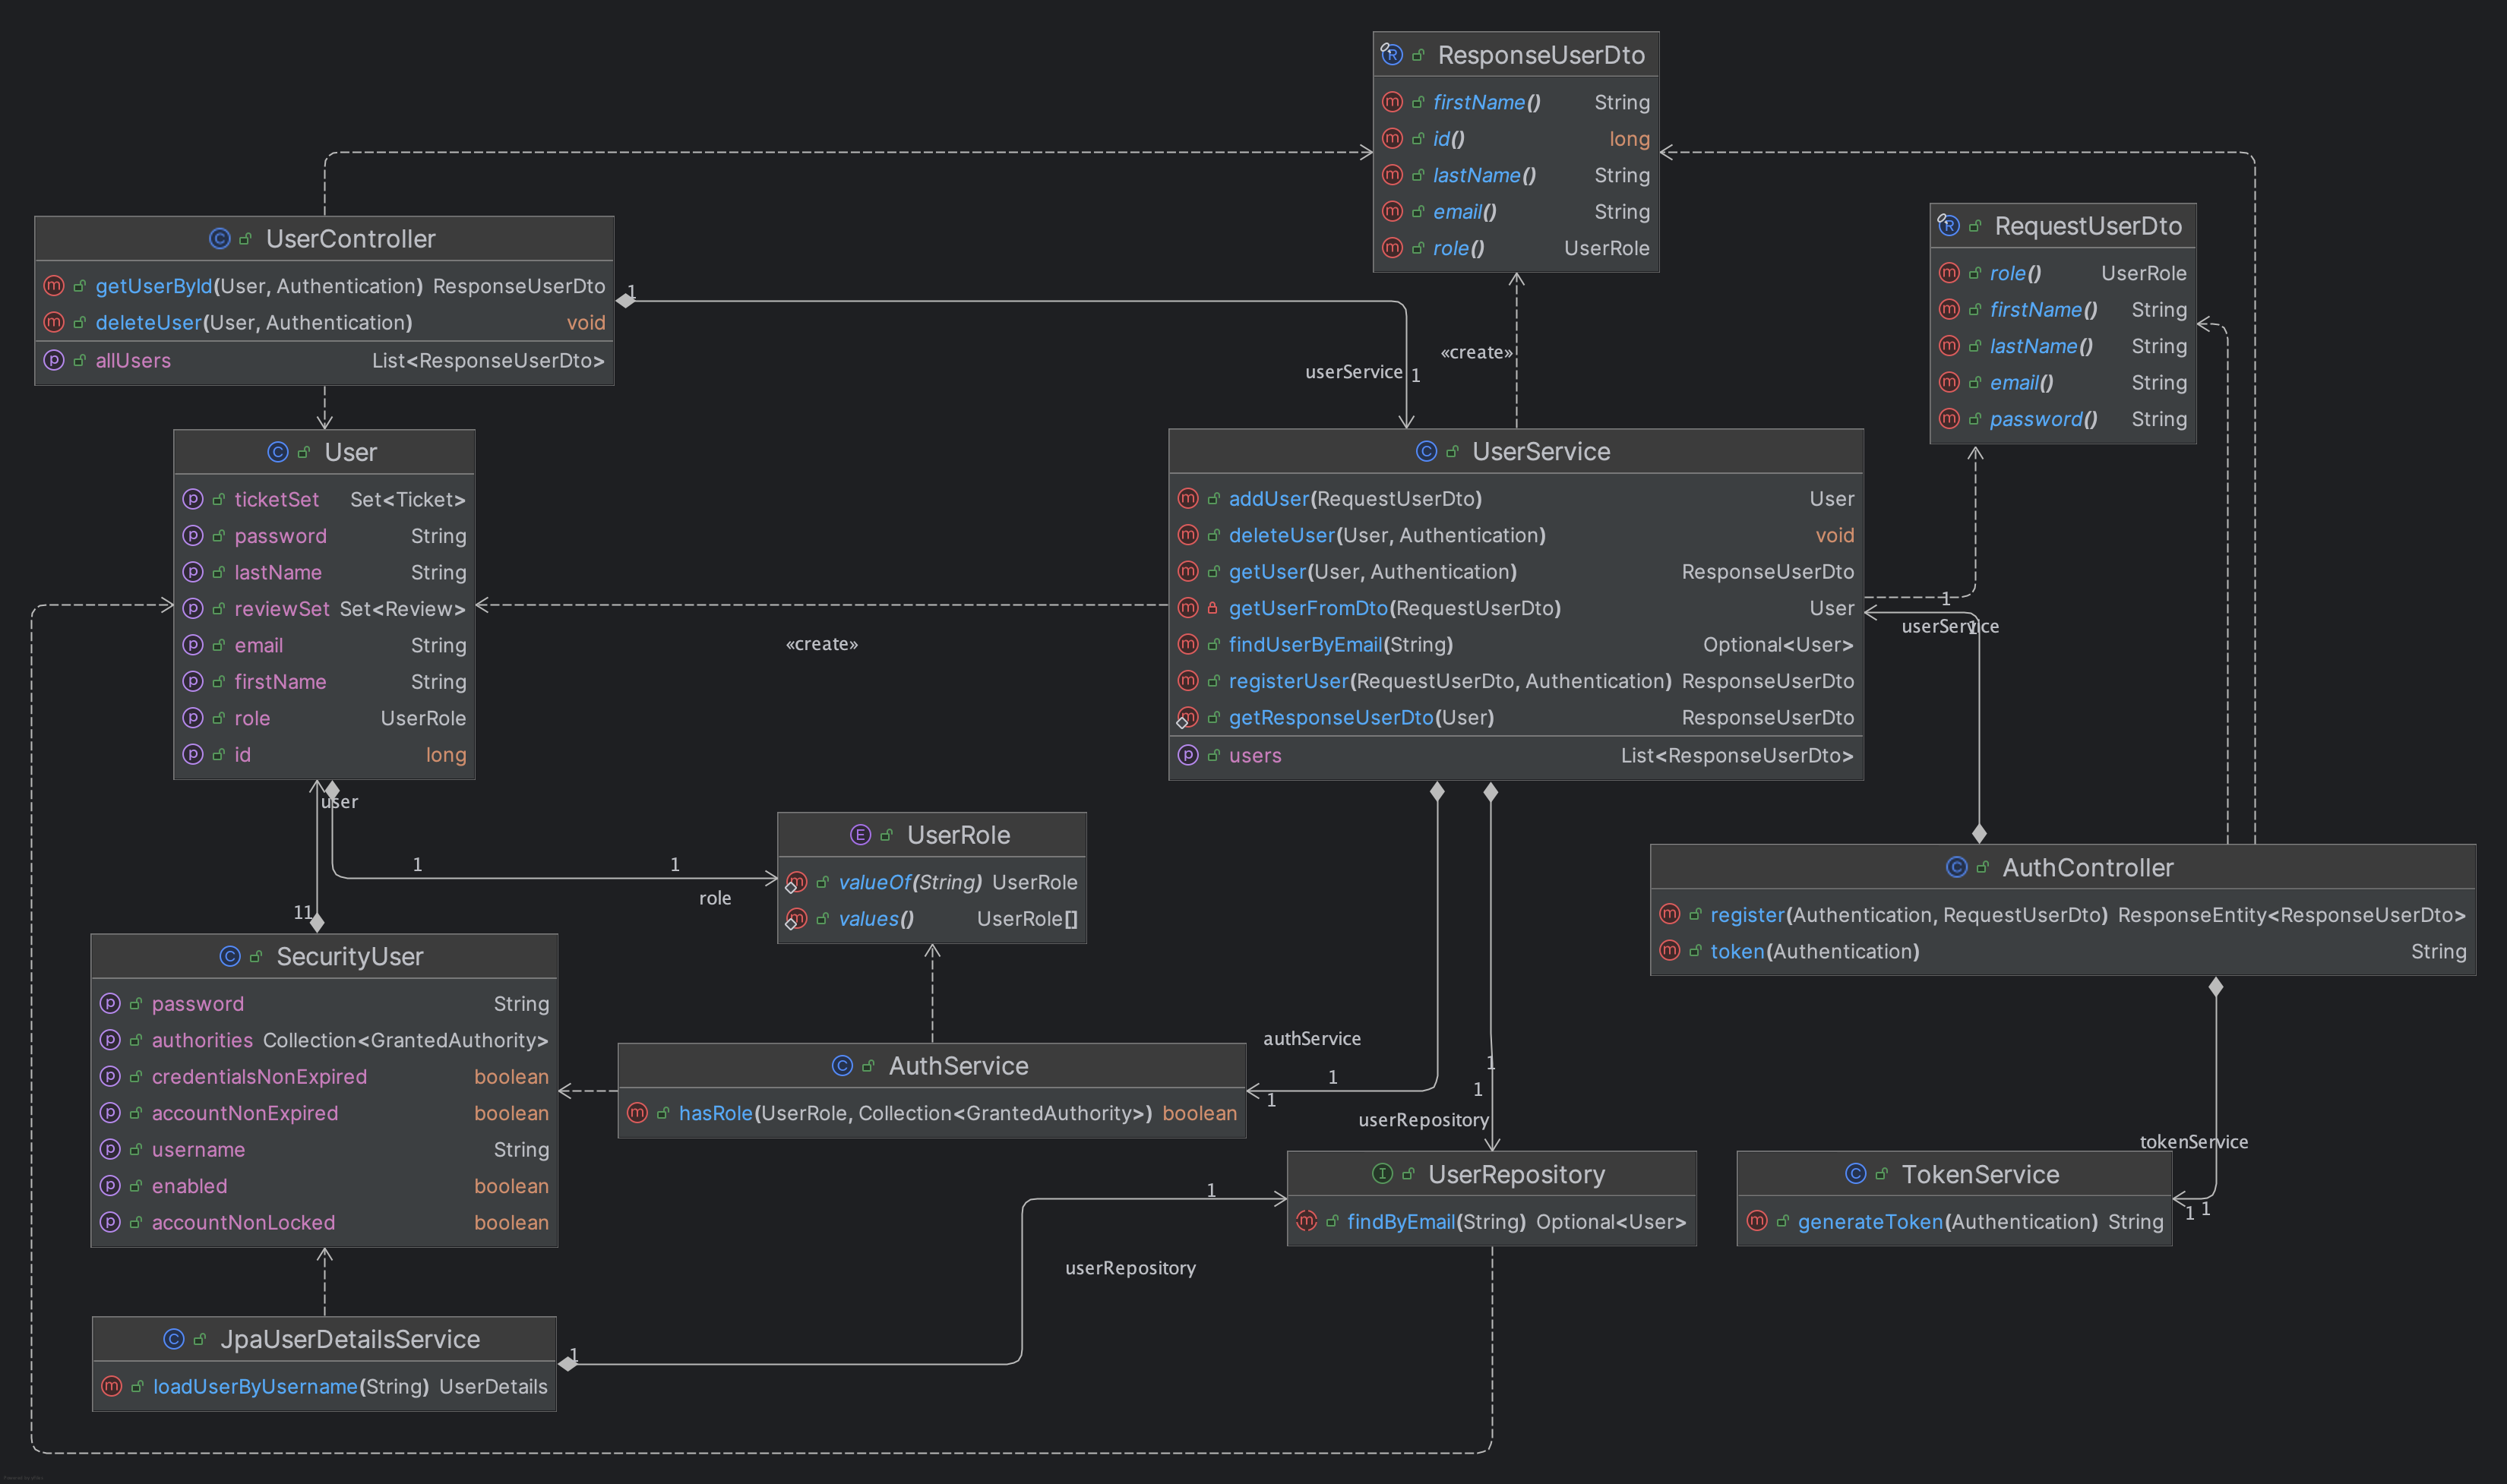 ResponseUserDto
firstName() String
id() long
lastName() String
email() String
role() UserRole
RequestUserDto
role() UserRole
firstName() String
lastName() String
email() String
password() String
UserController
getUserById(User, Authentication) ResponseUserDto
deleteUser(User, Authentication) void
allUsers List<ResponseUserDto>
1
userService 1
«create»
User
ticketSet Set<Ticket>
password String
lastName String
reviewSet Set<Review>
email String
firstName String
role UserRole
id long
«create»
UserService
addUser(RequestUserDto) User
deleteUser(User, Authentication) void
getUser(User, Authentication) ResponseUserDto
getUserFromDto(RequestUserDto) User
findUserByEmail(String) Optional<User>
registerUser(RequestUserDto, Authentication) ResponseUserDto
getResponseUserDto(User) ResponseUserDto
users List<ResponseUserDto>
1
userService
1
user
1 1
role
11
UserRole
valueOf(String) UserRole
values() UserRole[]
AuthController
register(Authentication, RequestUserDto) ResponseEntity<ResponseUserDto>
token(Authentication) String
SecurityUser
password String
authorities Collection<GrantedAuthority>
credentialsNonExpired boolean
accountNonExpired boolean
username String
enabled boolean
accountNonLocked boolean
AuthService
hasRole(UserRole, Collection<GrantedAuthority>) boolean
authService
1
1
1
1
userRepository
tokenService
1 1
UserRepository
findByEmail(String) Optional<User>
TokenService
generateToken(Authentication) String
1
userRepository
1
JpaUserDetailsService
loadUserByUsername(String) UserDetails